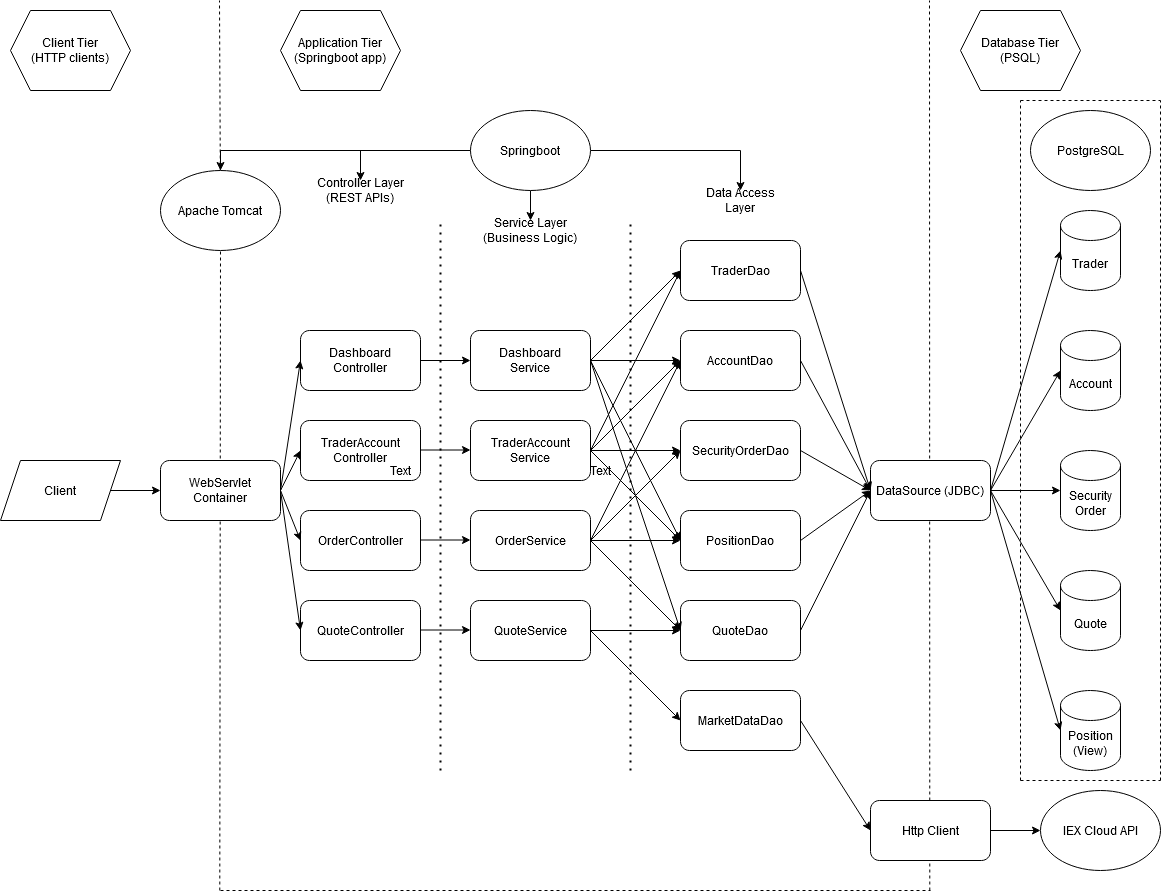 Client Tier
(HTTP clients)
Application Tier
(Springboot app)
Database Tier
(PSQL)
Springboot
PostgreSQL
Apache Tomcat
Controller Layer
(REST APIs)
Service Layer
(Business Logic)
Data Access
Layer
TraderDao
Trader
Dashboard
Controller
Dashboard
Service
AccountDao
Account
TraderAccount
Controller
Text
TraderAccount
Service
Text
SecurityOrderDao
Client
WebServlet
Container
DataSource (JDBC)
Security
Order
OrderController
OrderService
PositionDao
QuoteController
QuoteService
QuoteDao
Quote
MarketDataDao
Position
(View)
Http Client
IEX Cloud API